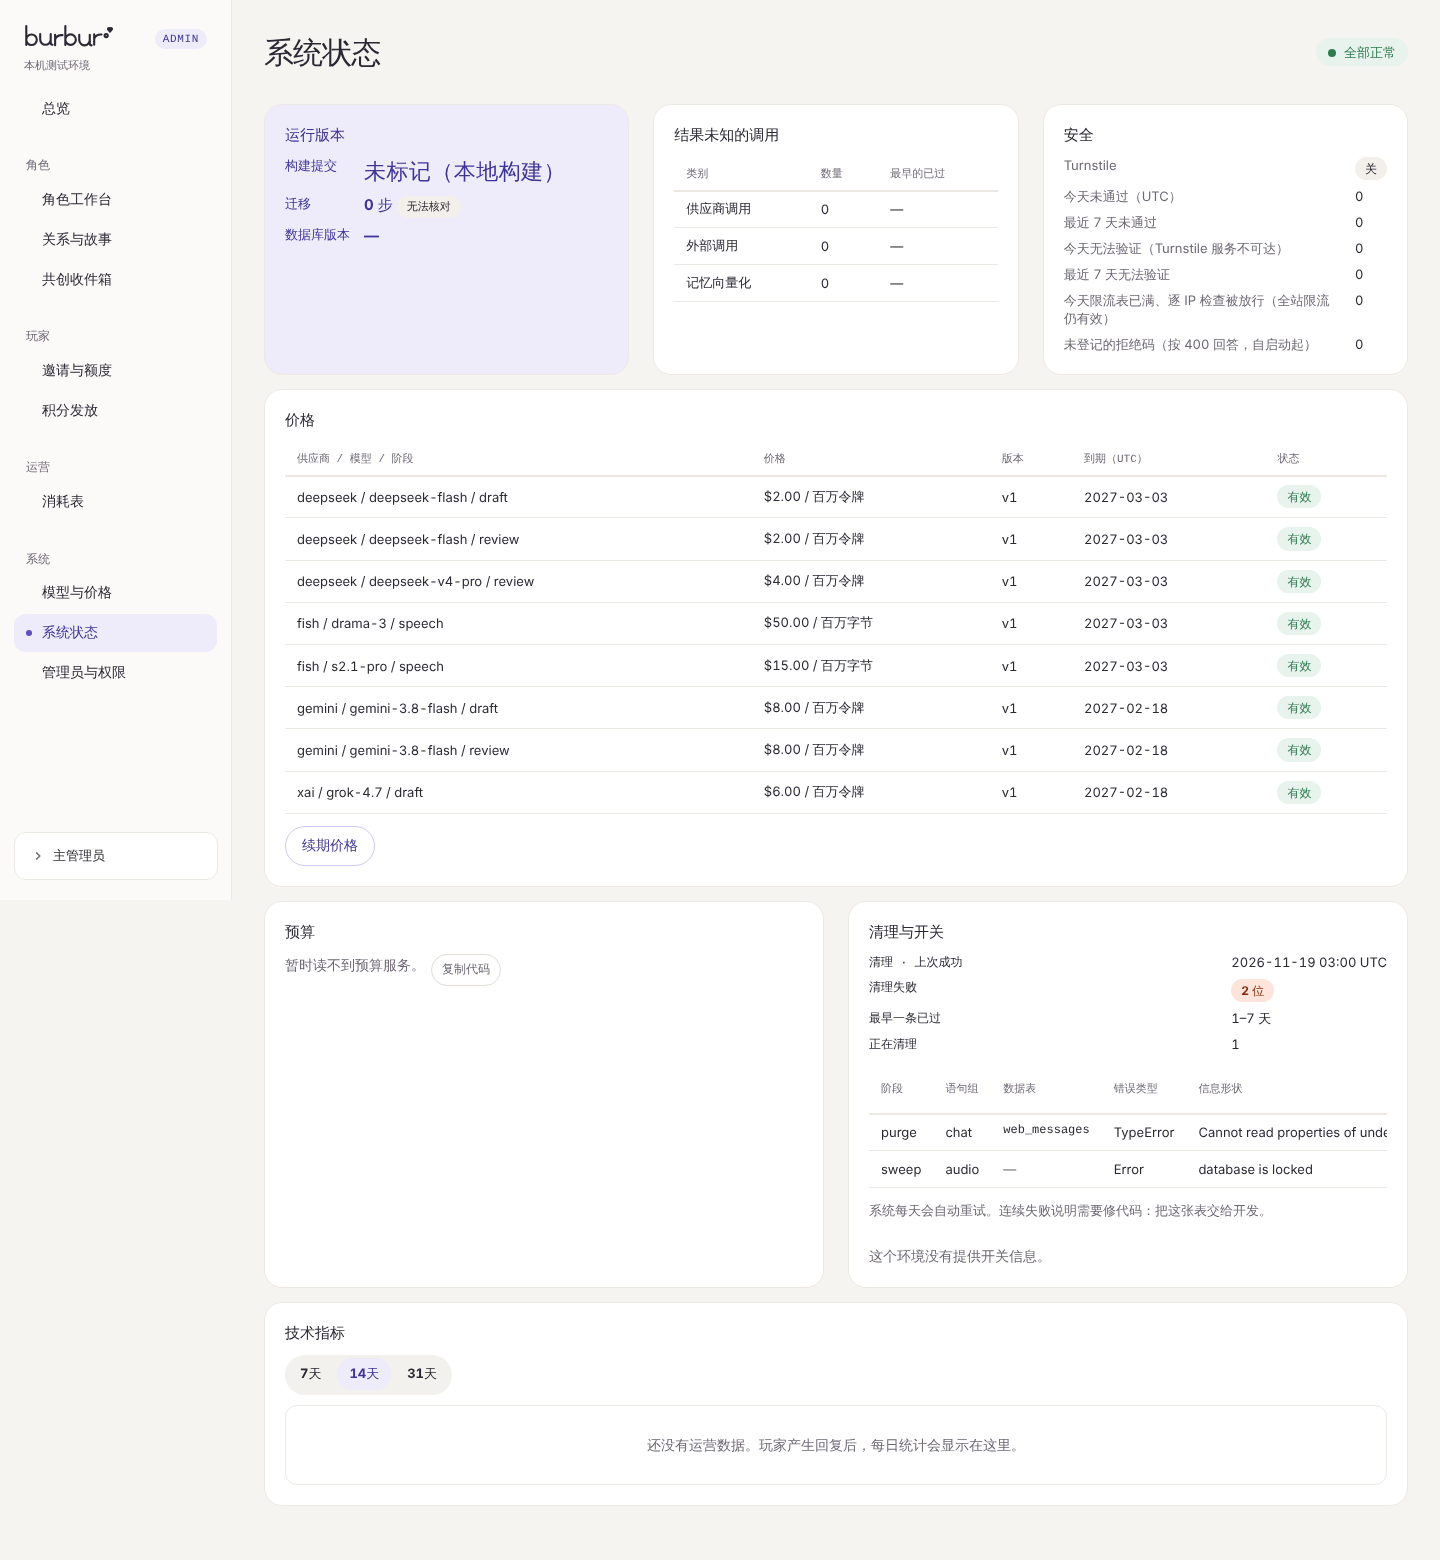 burbur
ADMIN
本机测试环境
总览
角色
角色工作台
关系与故事
共创收件箱
玩家
邀请与额度
积分发放
运营
消耗表
系统
模型与价格
系统状态
管理员与权限
主管理员
系统状态
全部正常
运行版本
构建提交 未标记（本地构建）
迁移 0 步 无法核对
数据库版本 —
结果未知的调用
类别 数量 最早的已过
供应商调用 0 —
外部调用 0 —
记忆向量化 0 —
安全
Turnstile 关
今天未通过（UTC） 0
最近 7 天未通过 0
今天无法验证（Turnstile 服务不可达） 0
最近 7 天无法验证 0
今天限流表已满、逐 IP 检查被放行（全站限流 0
仍有效）
未登记的拒绝码（按 400 回答，自启动起） 0
价格
供应商 / 模型 / 阶段 价格 版本 到期（UTC） 状态
deepseek / deepseek-flash / draft $2.00 / 百万令牌 v1 2027-03-03 有效
deepseek / deepseek-flash / review $2.00 / 百万令牌 v1 2027-03-03 有效
deepseek / deepseek-v4-pro / review $4.00 / 百万令牌 v1 2027-03-03 有效
fish / drama-3 / speech $50.00 / 百万字节 v1 2027-03-03 有效
fish / s2.1-pro / speech $15.00 / 百万字节 v1 2027-03-03 有效
gemini / gemini-3.8-flash / draft $8.00 / 百万令牌 v1 2027-02-18 有效
gemini / gemini-3.8-flash / review $8.00 / 百万令牌 v1 2027-02-18 有效
xai / grok-4.7 / draft $6.00 / 百万令牌 v1 2027-02-18 有效
续期价格
预算
暂时读不到预算服务。 复制代码
清理与开关
清理 · 上次成功 2026-11-19 03:00 UTC
清理失败 2 位
最早一条已过 1–7 天
正在清理 1
阶段 语句组 数据表 错误类型 信息形状
purge chat web_messages TypeError Cannot read properties of unde
sweep audio — Error database is locked
系统每天会自动重试。连续失败说明需要修代码：把这张表交给开发。
这个环境没有提供开关信息。
技术指标
7天 14天 31天
还没有运营数据。玩家产生回复后，每日统计会显示在这里。